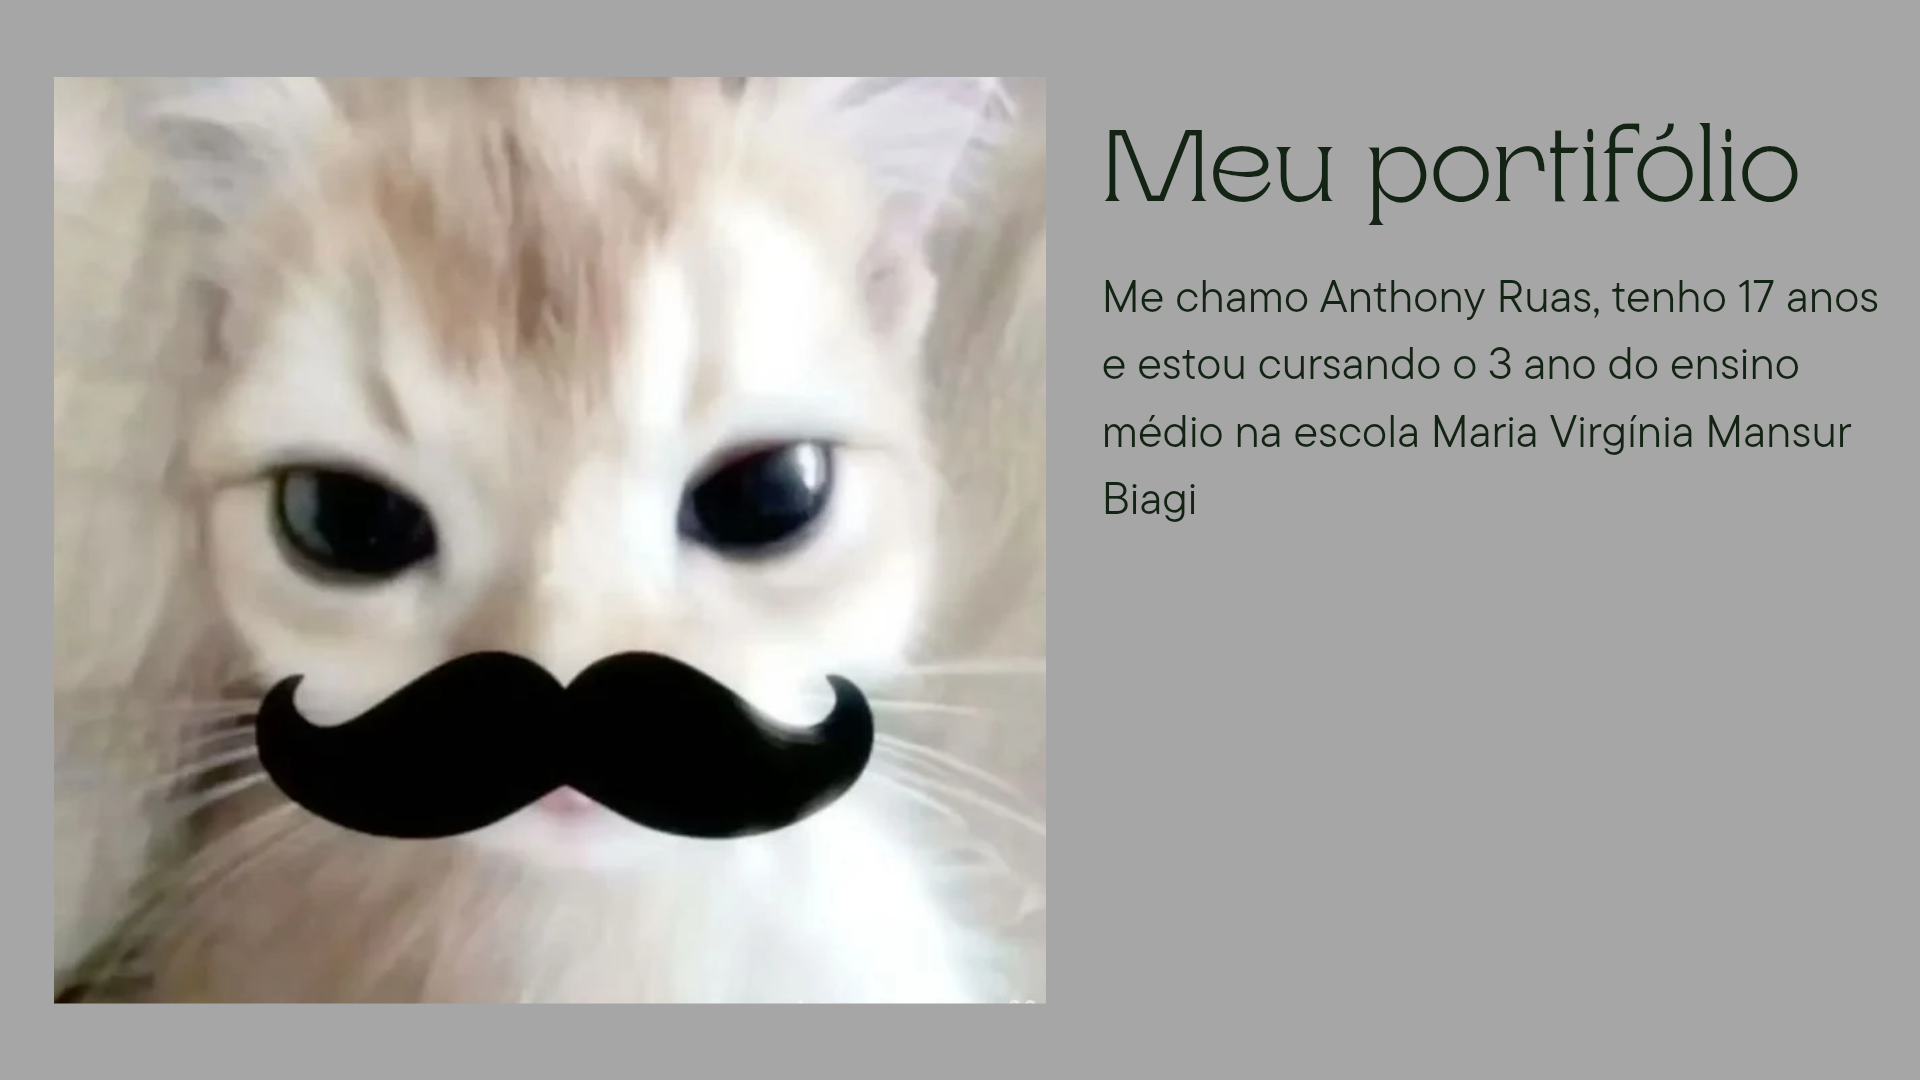 Meu portifólio
Me chamo Anthony Ruas, tenho 17 anos
e estou cursando o 3 ano do ensino
médio na escola Maria Virgínia Mansur
Biagi